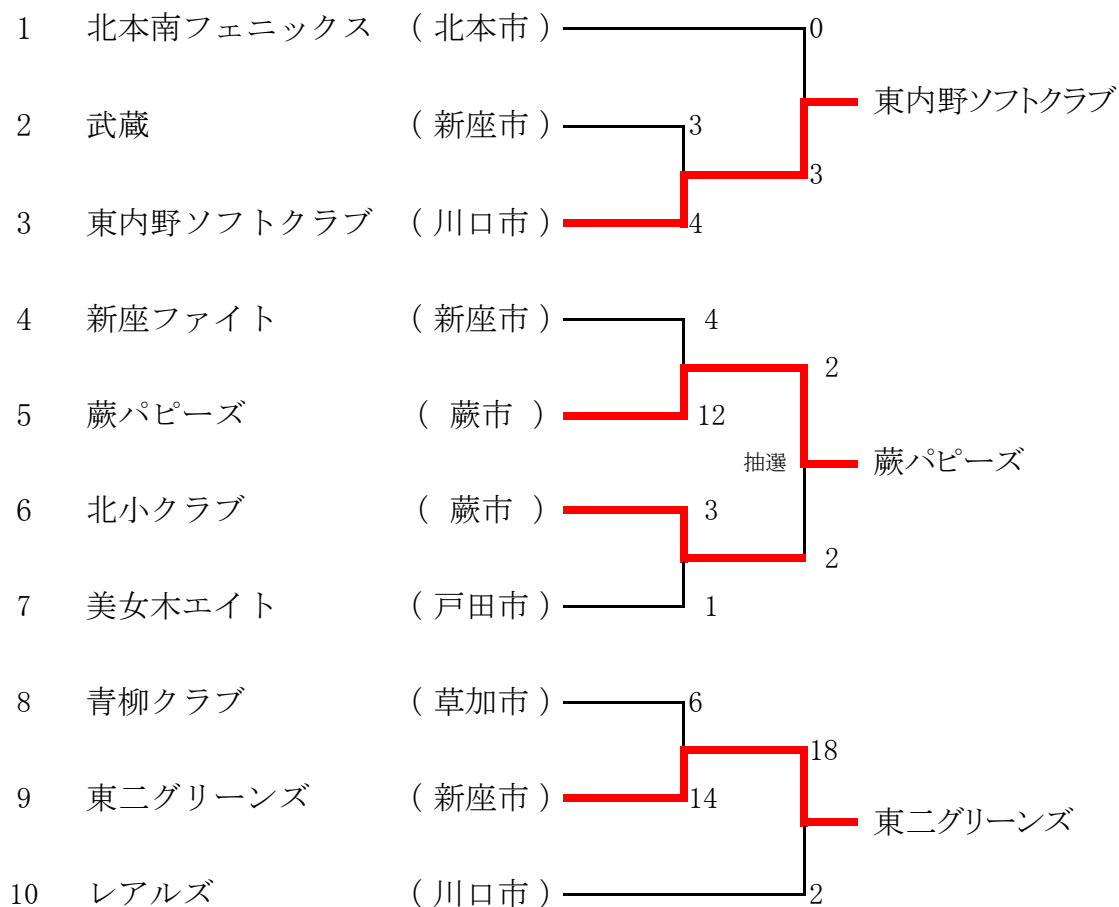 1 北本南フェニックス ( 北本市 ) 0
東内野ソフトクラブ
2 武蔵 ( 新座市 ) 3
3
3 東内野ソフトクラブ ( 川口市 ) 4
4 新座ファイト ( 新座市 ) 4
2
5 蕨パピーズ ( 蕨市 ) 12
抽選 蕨パピーズ
6 北小クラブ ( 蕨市 ) 3
2
7 美女木エイト ( 戸田市 ) 1
8 青柳クラブ ( 草加市 ) 6
18
9 東二グリーンズ ( 新座市 ) 14
東二グリーンズ
10 レアルズ ( 川口市 ) 2